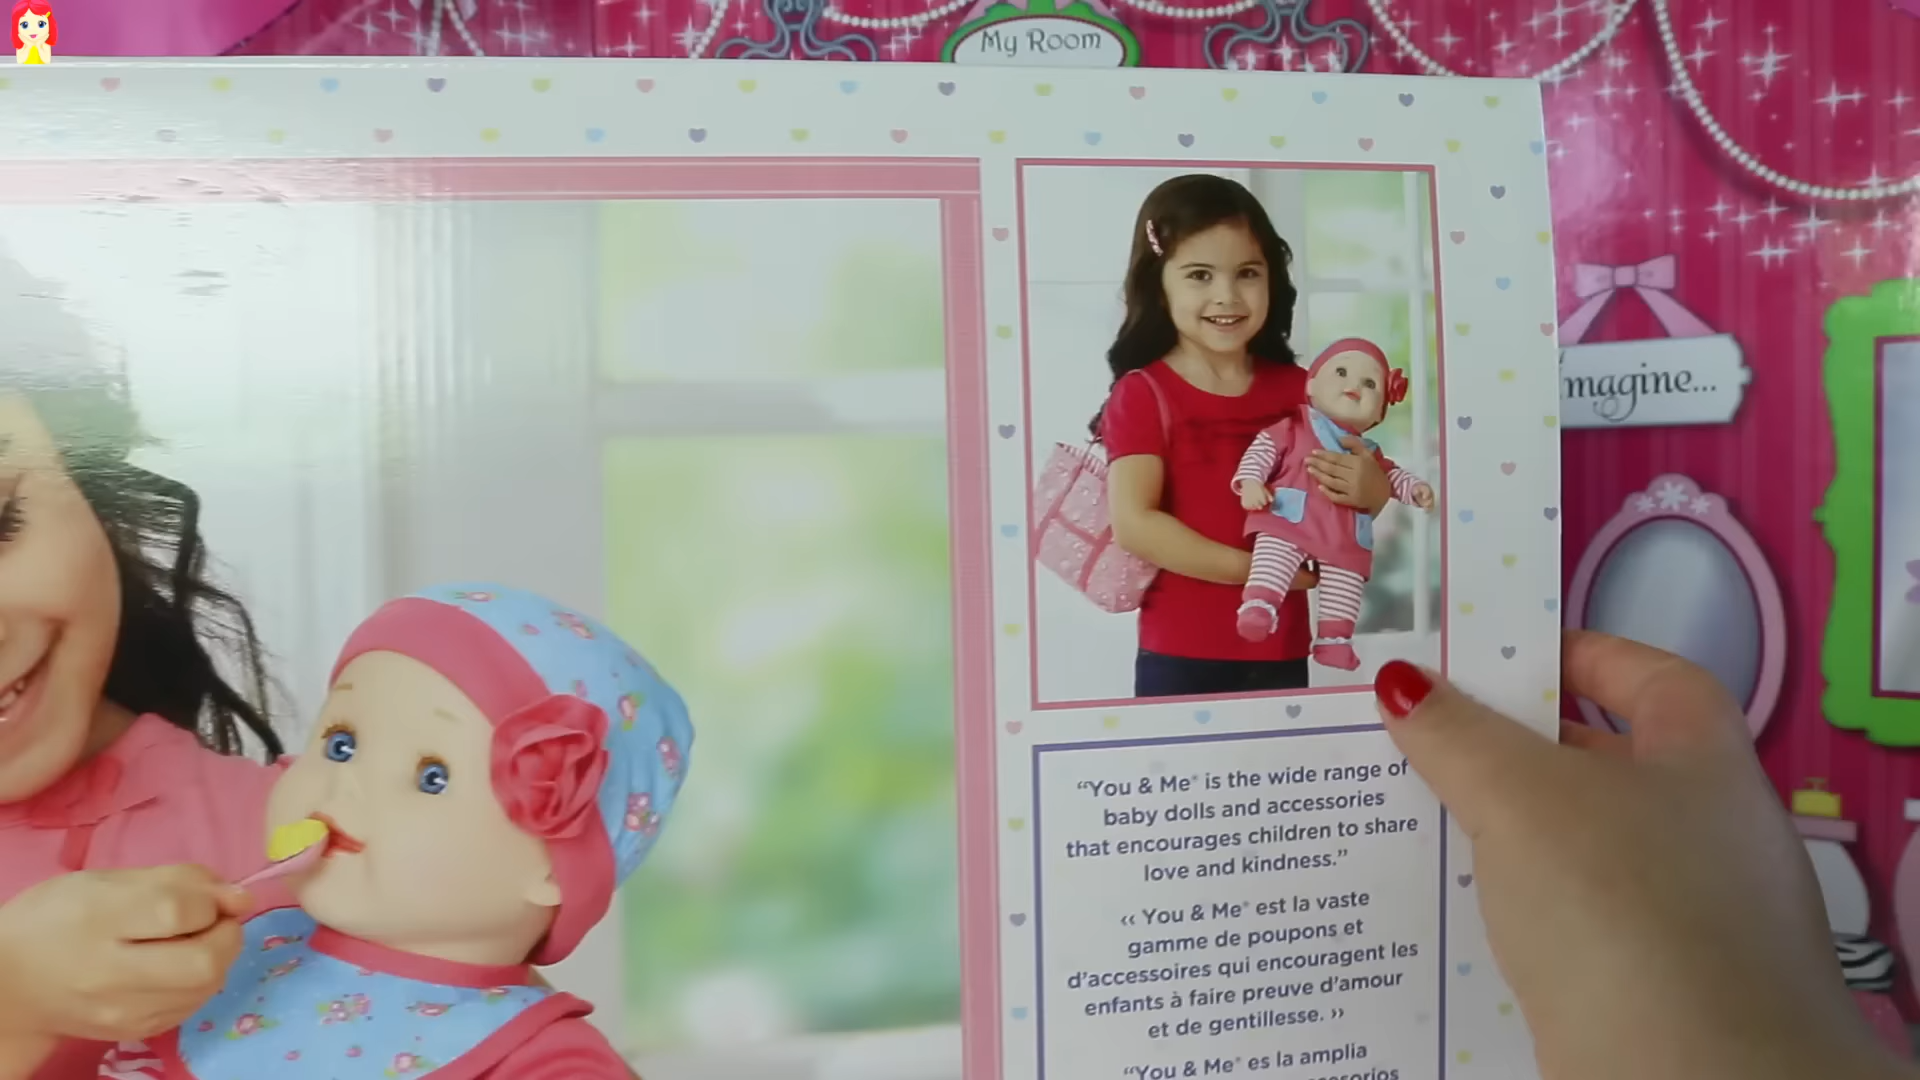 My Room
magine...
"You & Me® is the wide range of
baby dolls and accessories
that encourages children to share
love and kindness."
‹‹ You & Me® est la vaste
gamme de poupons et
d'accessoires qui encouragent les
enfants à faire preuve d'amour
et de gentillesse. ››
"You & Me® es la amplia